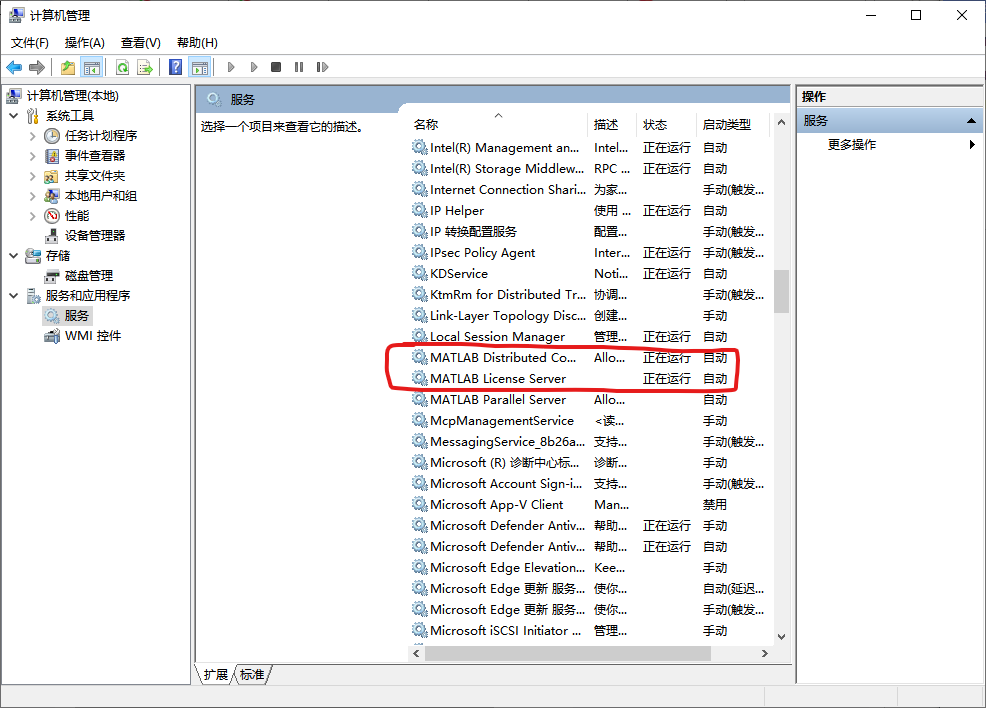 计算机管理
文件(F) 操作(A) 查看(V) 帮助(H)
计算机管理(本地)
系统工具
任务计划程序
事件查看器
共享文件夹
本地用户和组
性能
设备管理器
存储
磁盘管理
服务和应用程序
服务
WMI 控件
服务
选择一个项目来查看它的描述。
名称 描述 状态 启动类型
Intel(R) Management an... Intel... 正在运行 自动
Intel(R) Storage Middlew... RPC ... 正在运行 自动
Internet Connection Shari... 为家... 手动(触发...
IP Helper 使用 ... 正在运行 自动
IP 转换配置服务 配置... 手动(触发...
IPsec Policy Agent Inter... 正在运行 手动(触发...
KDService Noti... 正在运行 自动
KtmRm for Distributed Tr... 协调... 手动(触发...
Link-Layer Topology Disc... 创建... 手动
Local Session Manager 管理... 正在运行 自动
MATLAB Distributed Co... Allo... 正在运行 自动
MATLAB License Server 正在运行 自动
MATLAB Parallel Server Allo... 自动
McpManagementService <读... 手动
MessagingService_8b26a... 支持... 手动(触发...
Microsoft (R) 诊断中心标... 诊断... 手动
Microsoft Account Sign-i... 支持... 手动(触发...
Microsoft App-V Client Man... 禁用
Microsoft Defender Antiv... 帮助... 正在运行 手动
Microsoft Defender Antiv... 帮助... 正在运行 自动
Microsoft Edge Elevation... Kee... 手动
Microsoft Edge 更新 服务... 使你... 自动(延迟...
Microsoft Edge 更新 服务... 使你... 手动(触发...
Microsoft iSCSI Initiator ... 管理... 手动
扩展 标准
操作
服务
更多操作